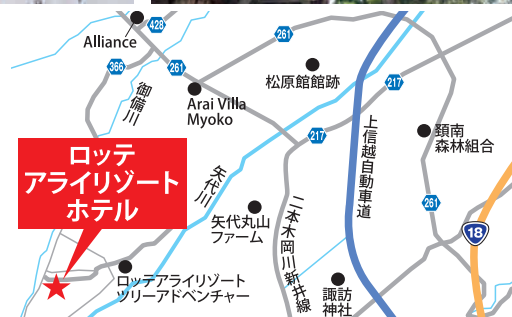 Alliance
428
261
366
261
松原館館跡
217
御備川
Arai Villa
Myoko
217
上信越自動車道
頸南
森林組合
ロッテ
アライリゾート
ホテル
矢代川
矢代丸山
ファーム
二本木岡川新井線
261
18
ロッテアライリゾート
ツリーアドベンチャー
諏訪
神社